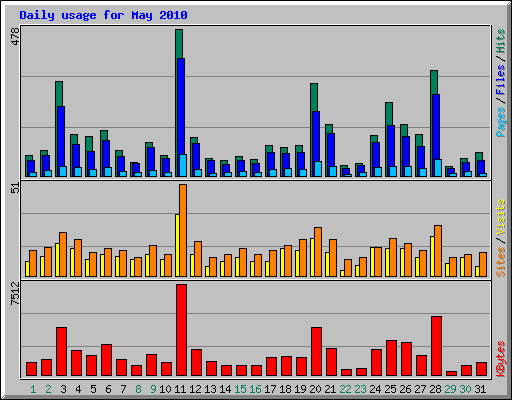 Daily usage for May 2010
478
Pages / Files / Hits
51
Sites / Visits
7512
KBytes
1 2 3 4 5 6 7 8 9 10 11 12 13 14 15 16 17 18 19 20 21 22 23 24 25 26 27 28 29 30 31